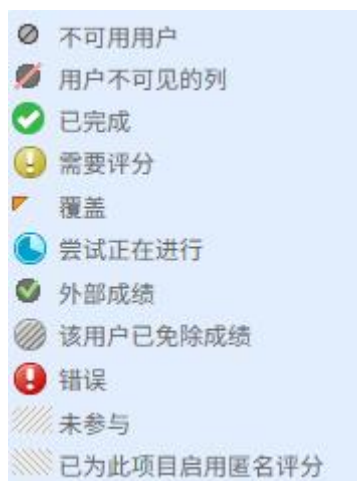 不可用用户
用户不可见的列
已完成
需要评分
覆盖
尝试正在进行
外部成绩
该用户已免除成绩
错误
未参与
已为此项目启用匿名评分